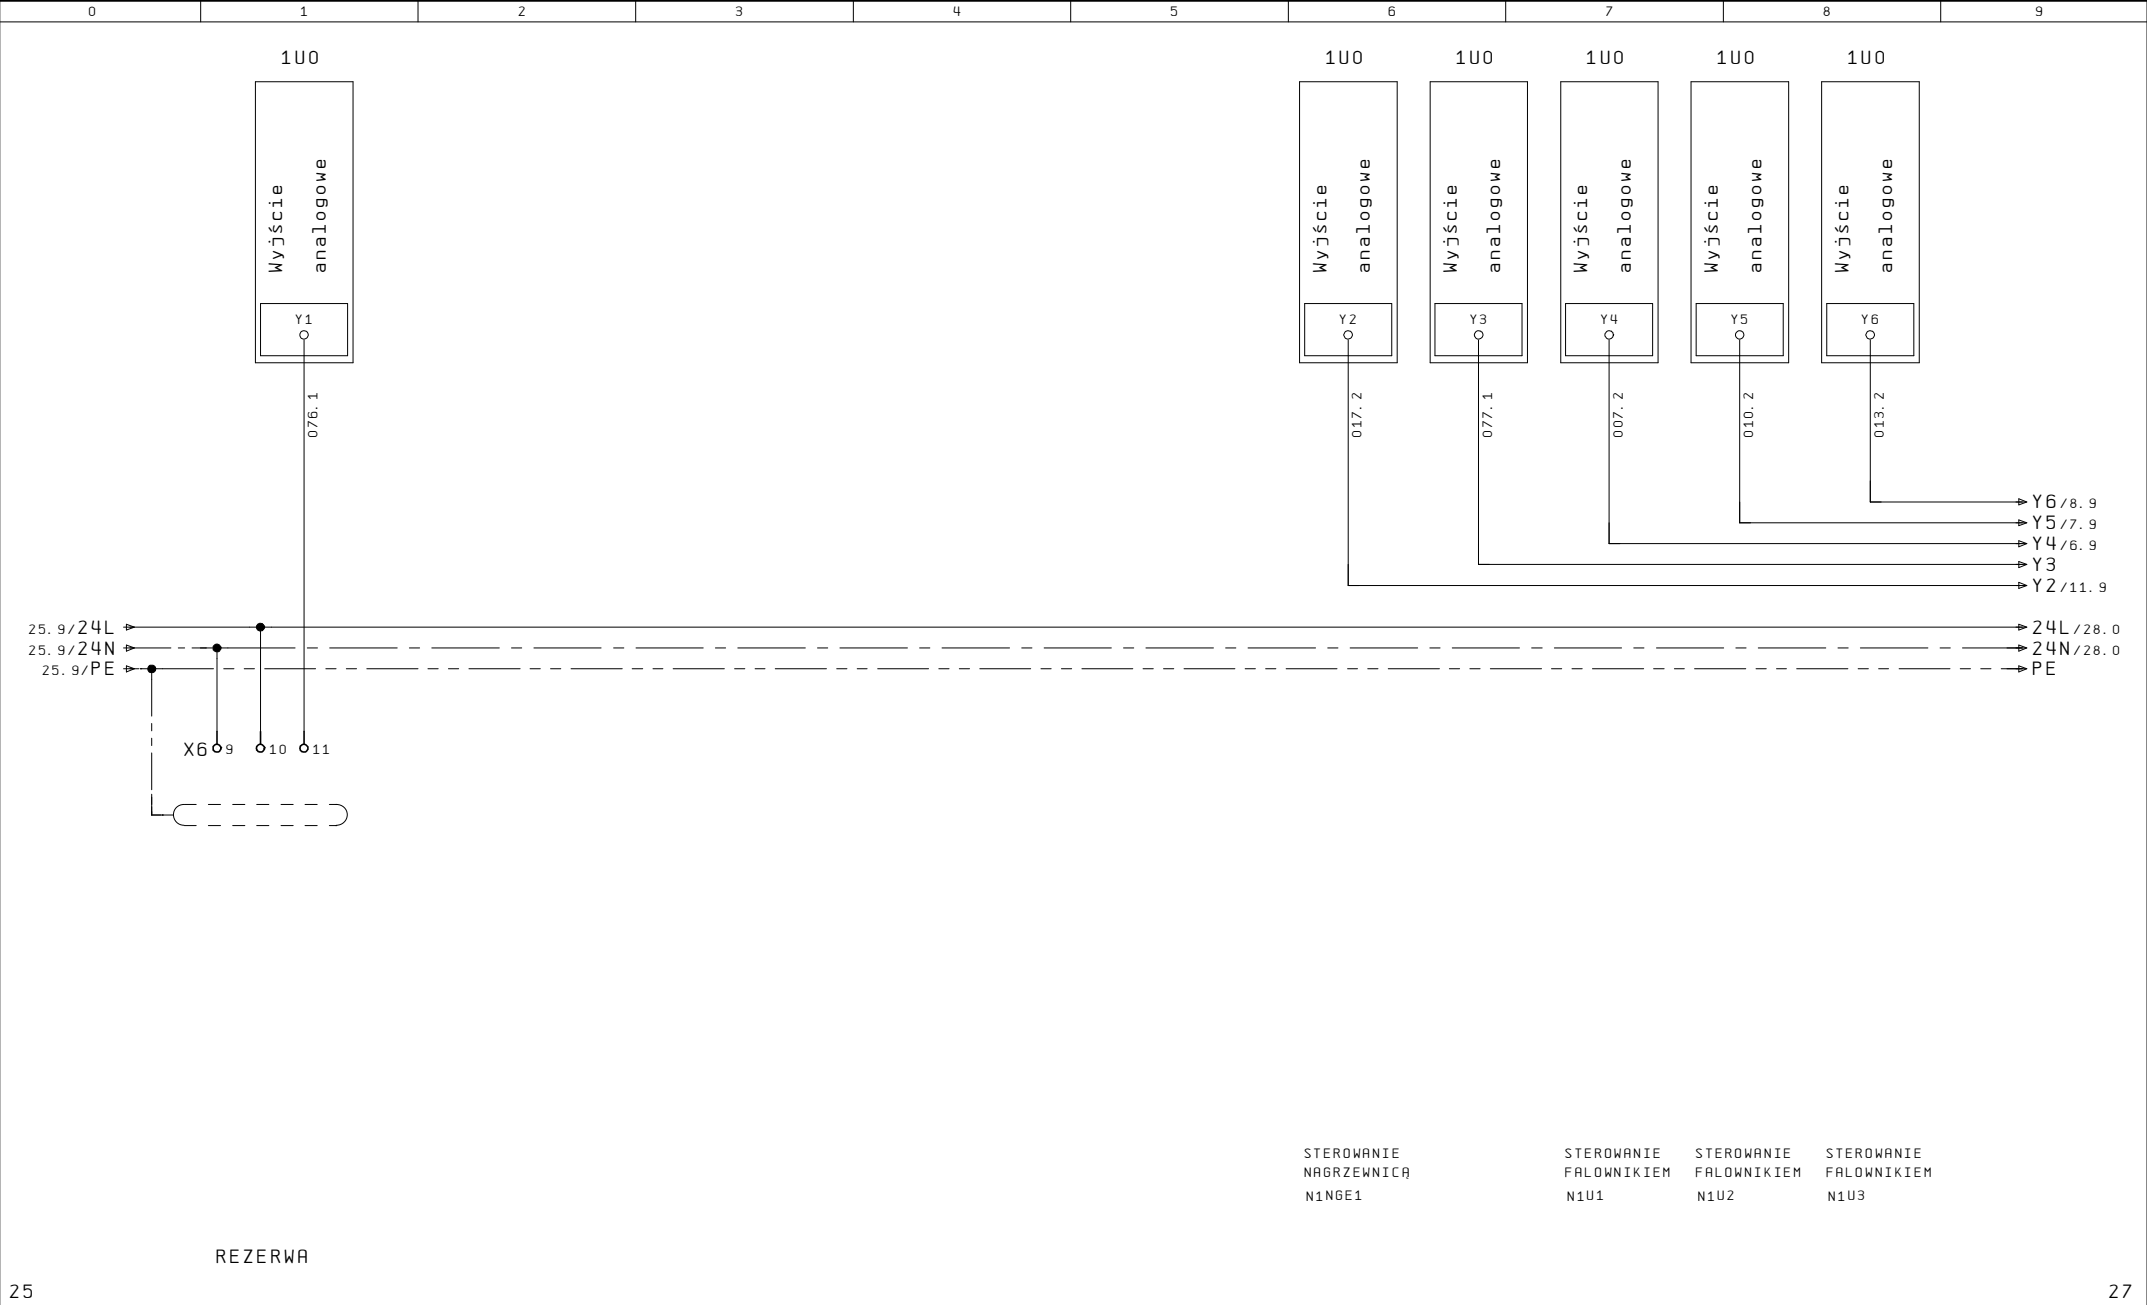 0 1 2 3 4 5 6 7 8 9
1U0 1U0 1U0 1U0 1U0 1U0
Wyjście
analogowe
Wyjście
analogowe
Wyjście
analogowe
Wyjście
analogowe
Wyjście
analogowe
Wyjście
analogowe
Y1 Y2 Y3 Y4 Y5 Y6
076.1 017.2 077.1 007.2 010.2 013.2
Y6/8.9
Y5/7.9
Y4/6.9
Y3
Y2/11.9
25.9/24L 24L/28.0
25.9/24N 24N/28.0
25.9/PE PE
X6 9 10 11
STEROWANIE
NAGRZEWNICĄ
N1NGE1
STEROWANIE
FALOWNIKIEM
N1U1
STEROWANIE
FALOWNIKIEM
N1U2
STEROWANIE
FALOWNIKIEM
N1U3
REZERWA
25 27